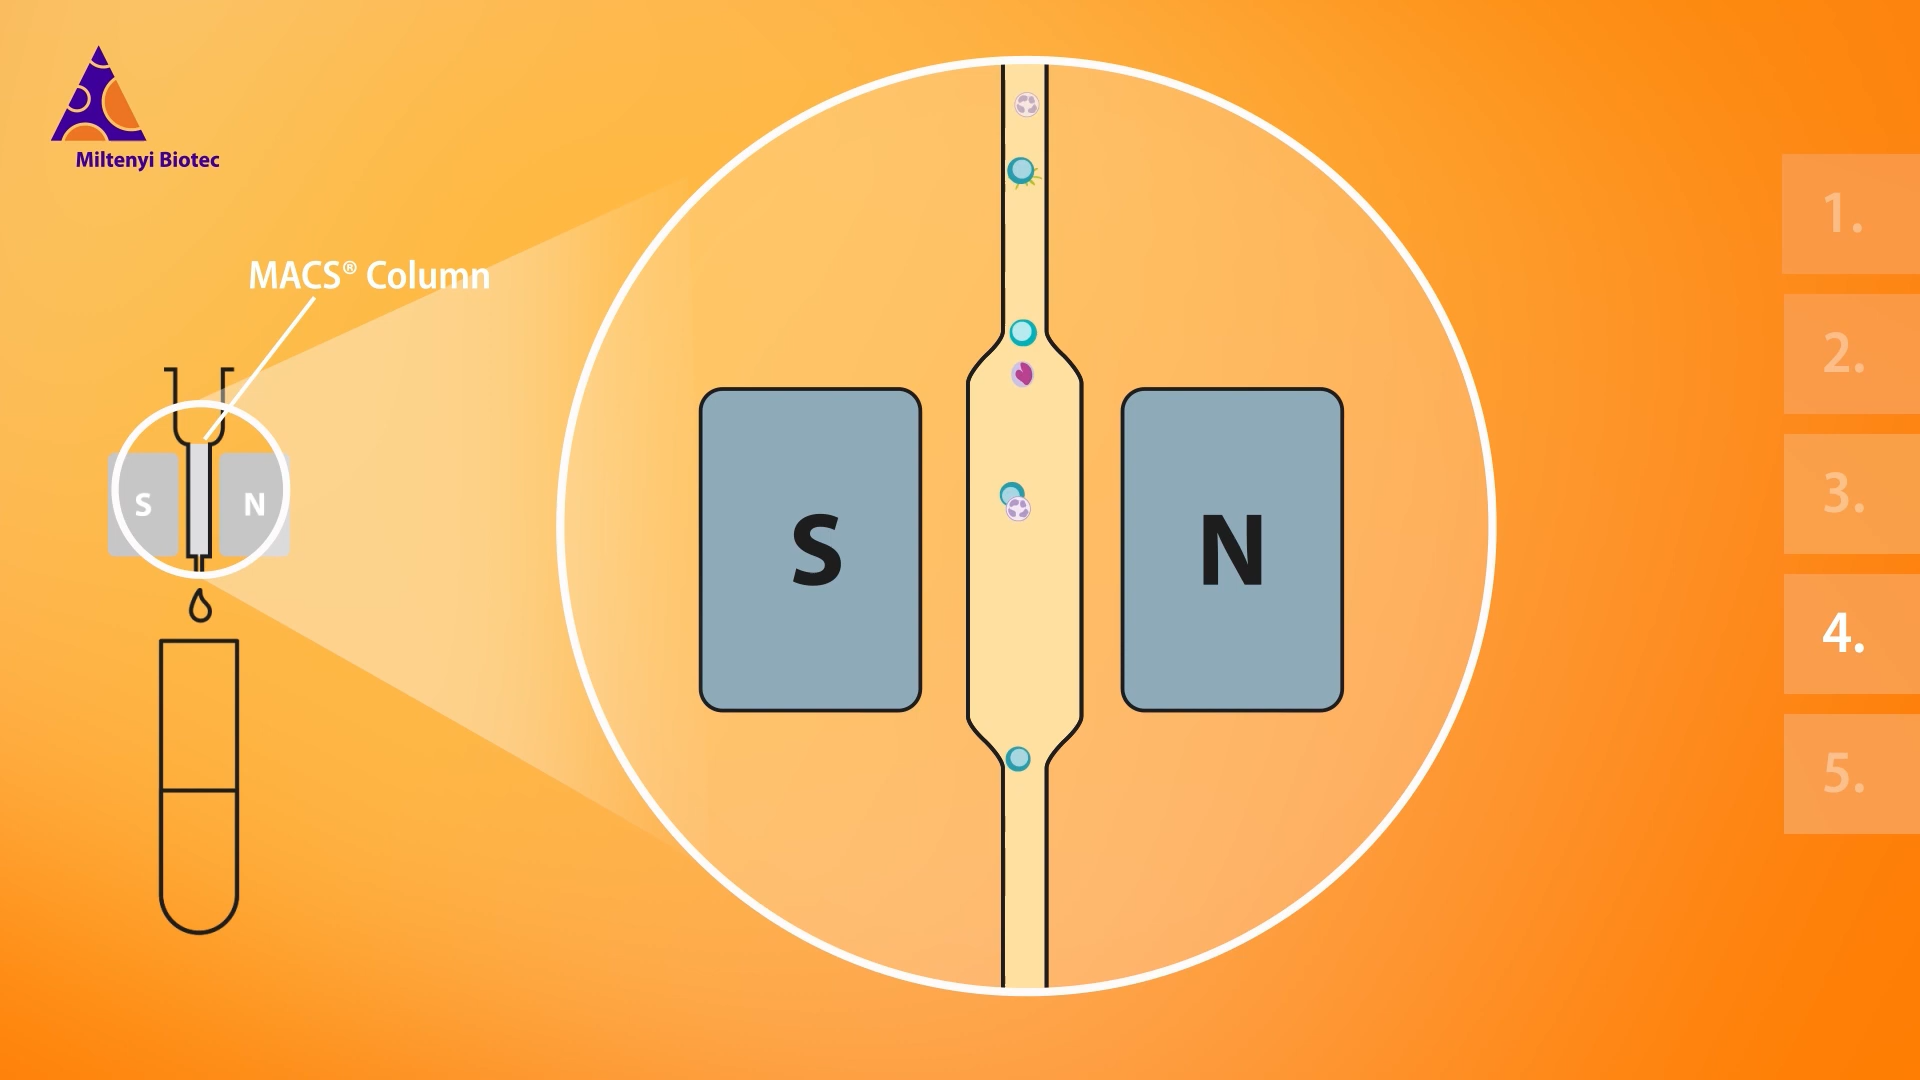 Miltenyi Biotec
MACS® Column
S
N
S
N
1.
2.
3.
4.
5.